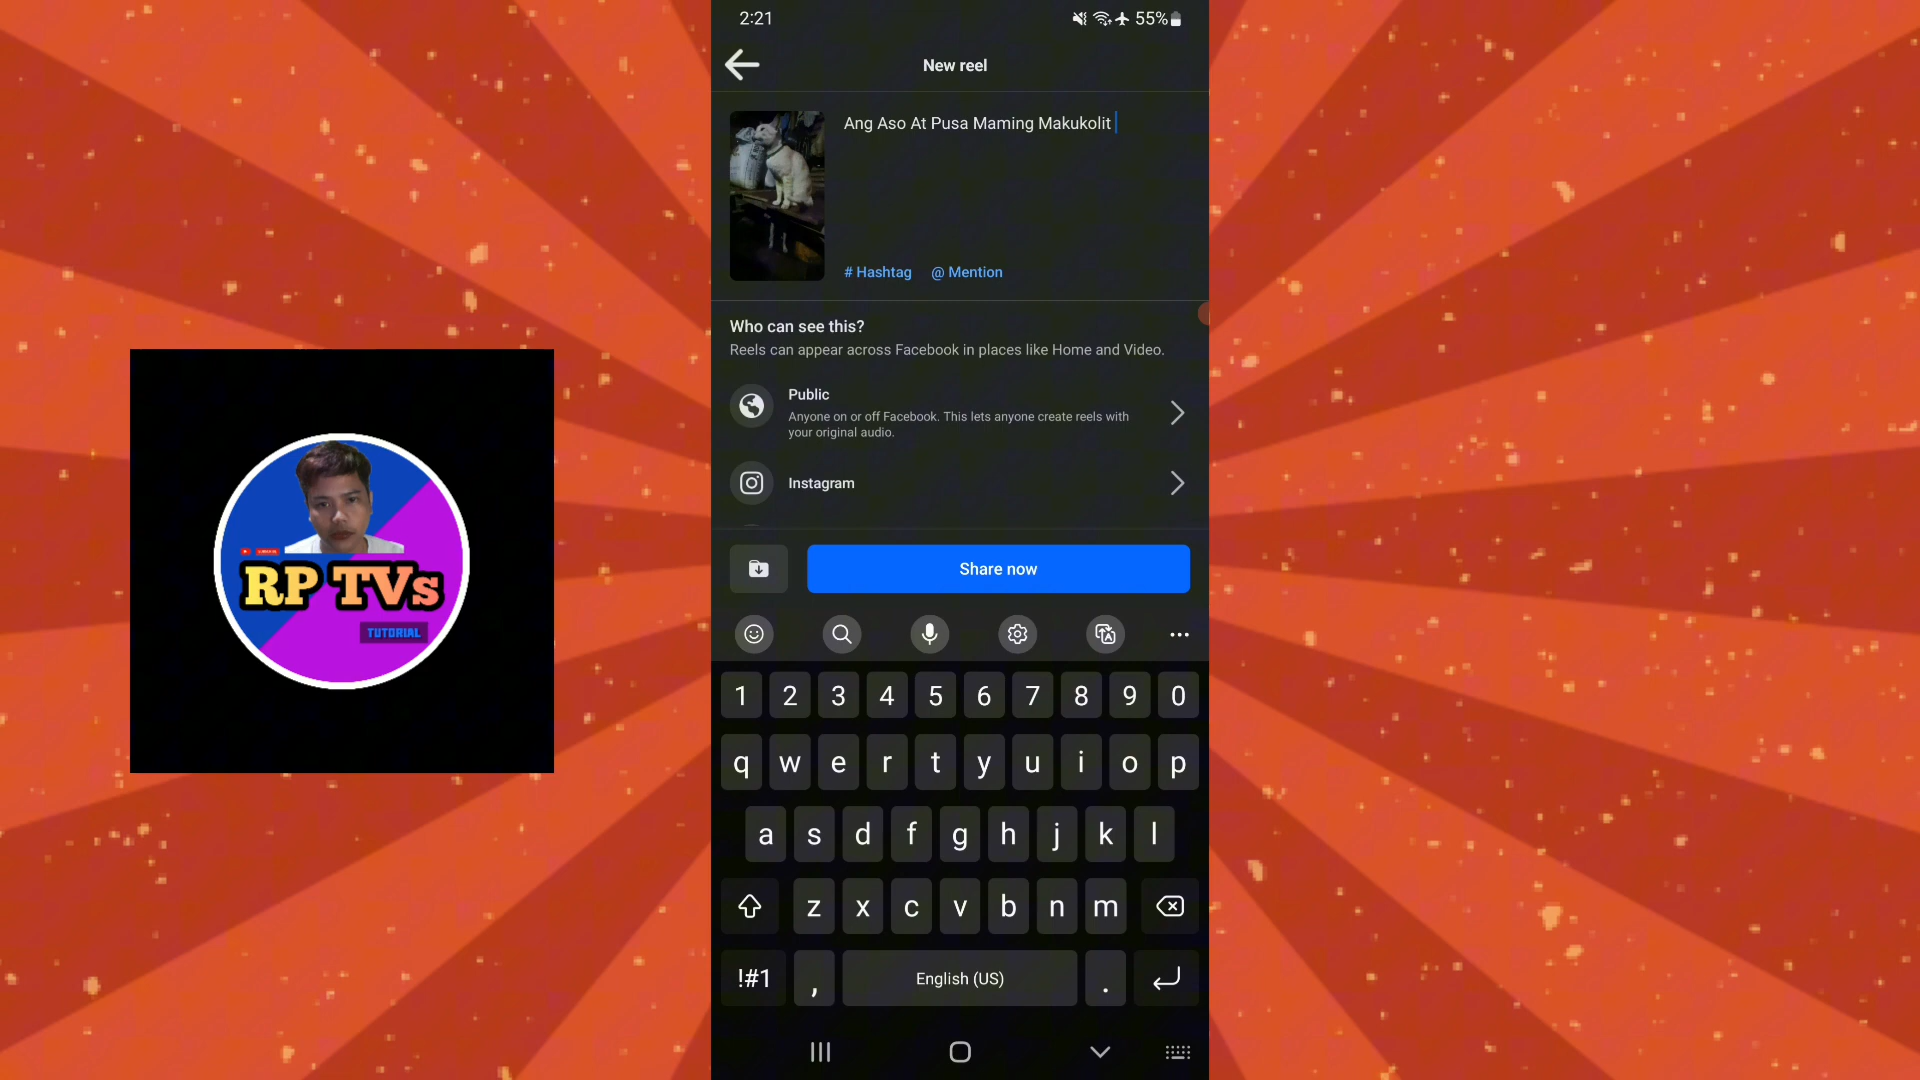 2:21
55%
New reel
Ang Aso At Pusa Maming Makukolit
# Hashtag @ Mention
Who can see this?
Reels can appear across Facebook in places like Home and Video.
Public
Anyone on or off Facebook. This lets anyone create reels with
your original audio.
Instagram
Share now
1 2 3 4 5 6 7 8 9 0
q w e r t y u i o p
a s d f g h j k l
z x c v b n m
!#1 , English (US) .
RP TVs
TUTORIAL